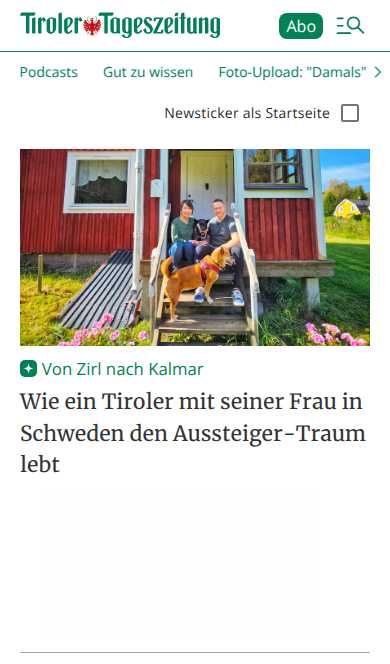 Tiroler Tageszeitung
Abo
Podcasts Gut zu wissen Foto-Upload: "Damals"
Newsticker als Startseite
Von Zirl nach Kalmar
Wie ein Tiroler mit seiner Frau in
Schweden den Aussteiger-Traum
lebt